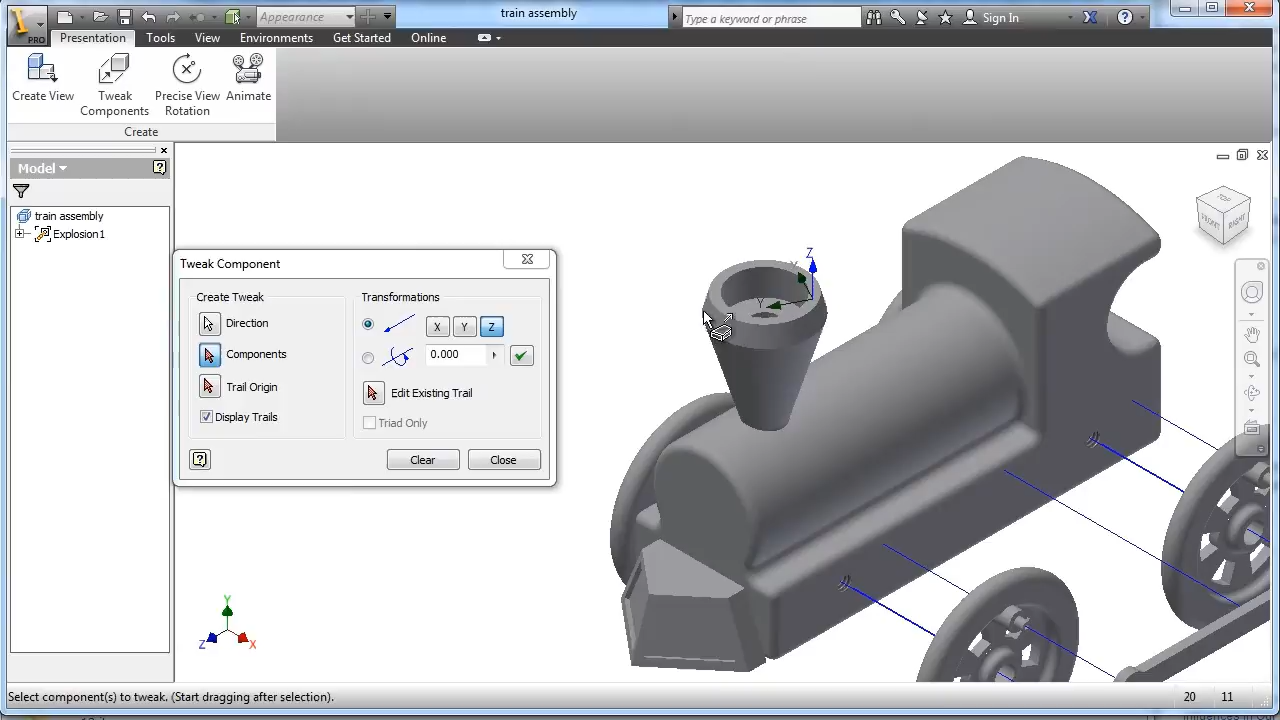 Appearance
train assembly
Type a keyword or phrase
Sign In
PRO
Presentation
Tools
View
Environments
Get Started
Online
Create View
Tweak
Components
Precise View
Rotation
Animate
Create
Model
train assembly
Explosion1
Tweak Component
Create Tweak
Direction
Components
Trail Origin
Display Trails
Transformations
X
Y
Z
0.000
Edit Existing Trail
Triad Only
Clear
Close
Z
Y
TOP
FRONT
RIGHT
Y
Z
X
Select component(s) to tweak. (Start dragging after selection).
20
11